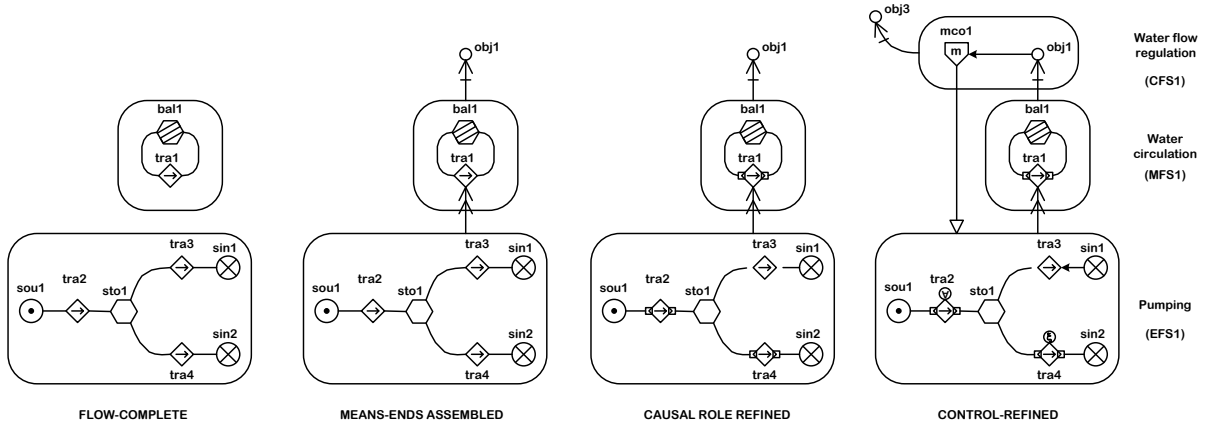 bal1
tra1
tra3
sin1
tra2
sou1
sto1
sin2
tra4
FLOW-COMPLETE
obj1
bal1
tra1
tra3
sin1
tra2
sou1
sto1
sin2
tra4
MEANS-ENDS ASSEMBLED
obj1
bal1
tra1
tra3
sin1
tra2
sou1
sto1
sin2
tra4
CAUSAL ROLE REFINED
obj3
mco1
m
obj1
bal1
tra1
tra3
sin1
tra2
sou1
sto1
sin2
tra4
CONTROL-REFINED
Water flow
regulation
(CFS1)
Water
circulation
(MFS1)
Pumping
(EFS1)